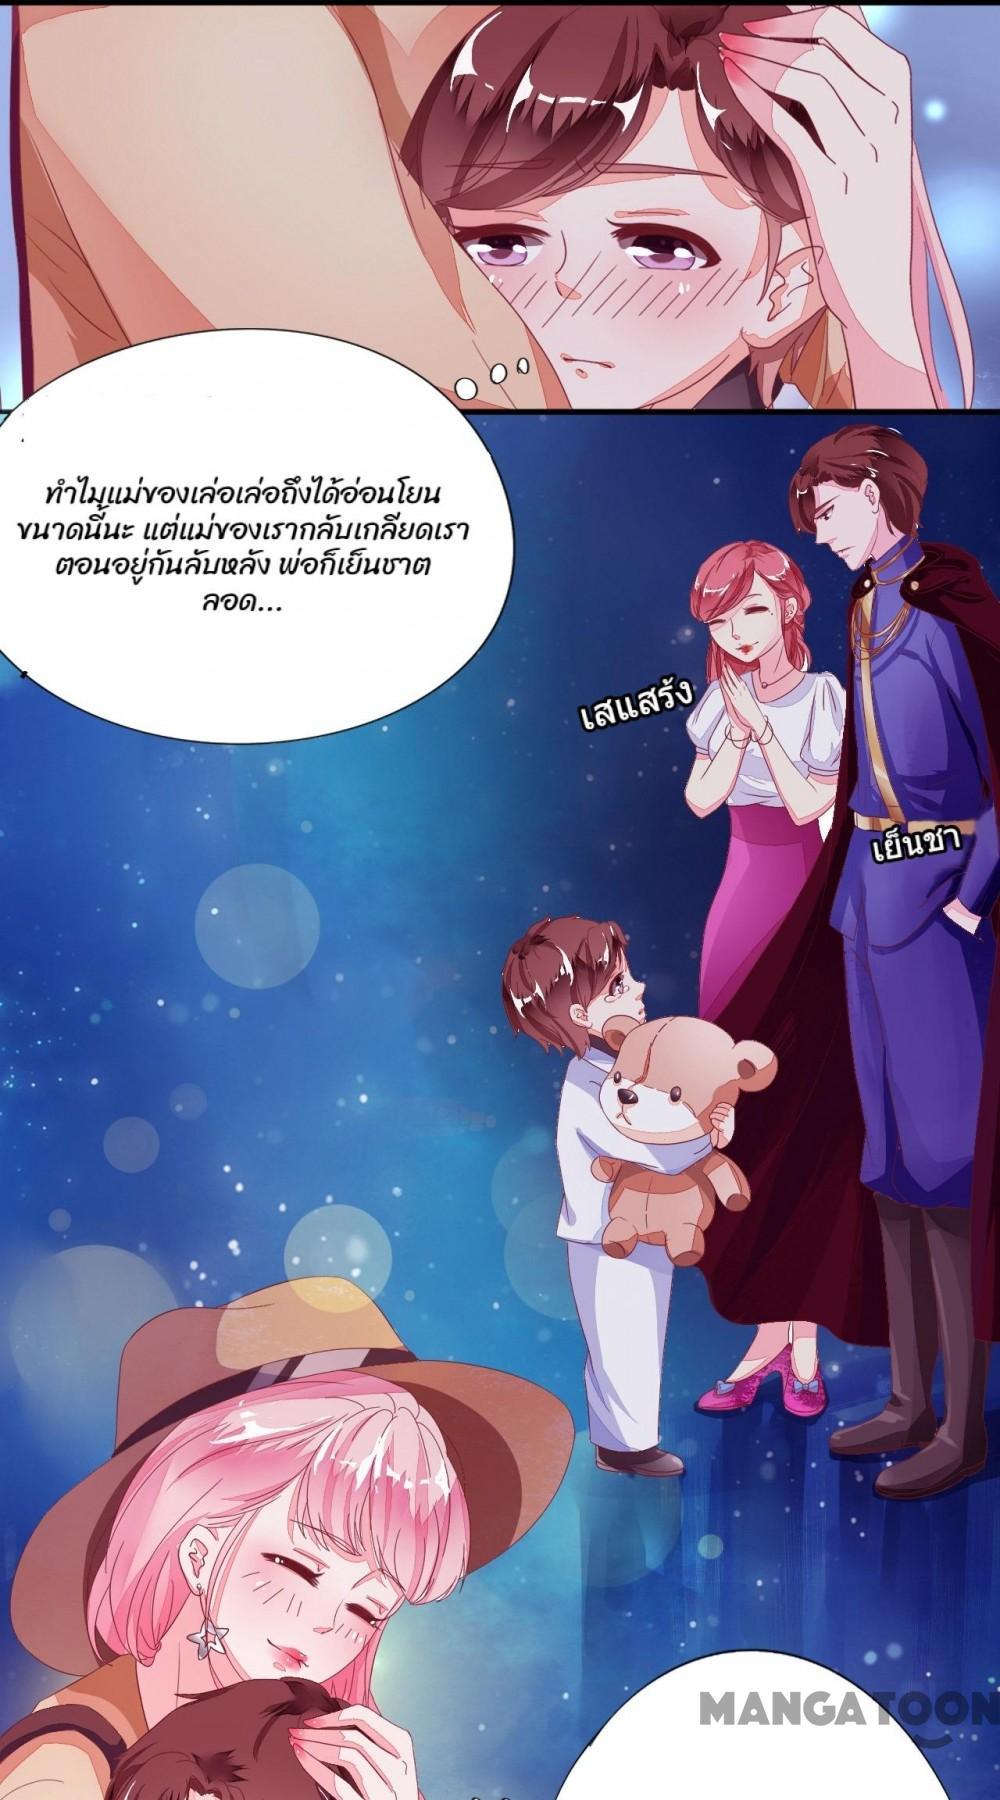 ทำไมแม่ของเล่อเล่อถึงได้อ่อนโยน
ขนาดนี้นะ แต่แม่ของเรากลับเกลียดเรา
ตอนอยู่กันลับหลัง พ่อก็เย็นชาต
ลอด...
เสแสร้ง
เย็นชา
MANGATOON